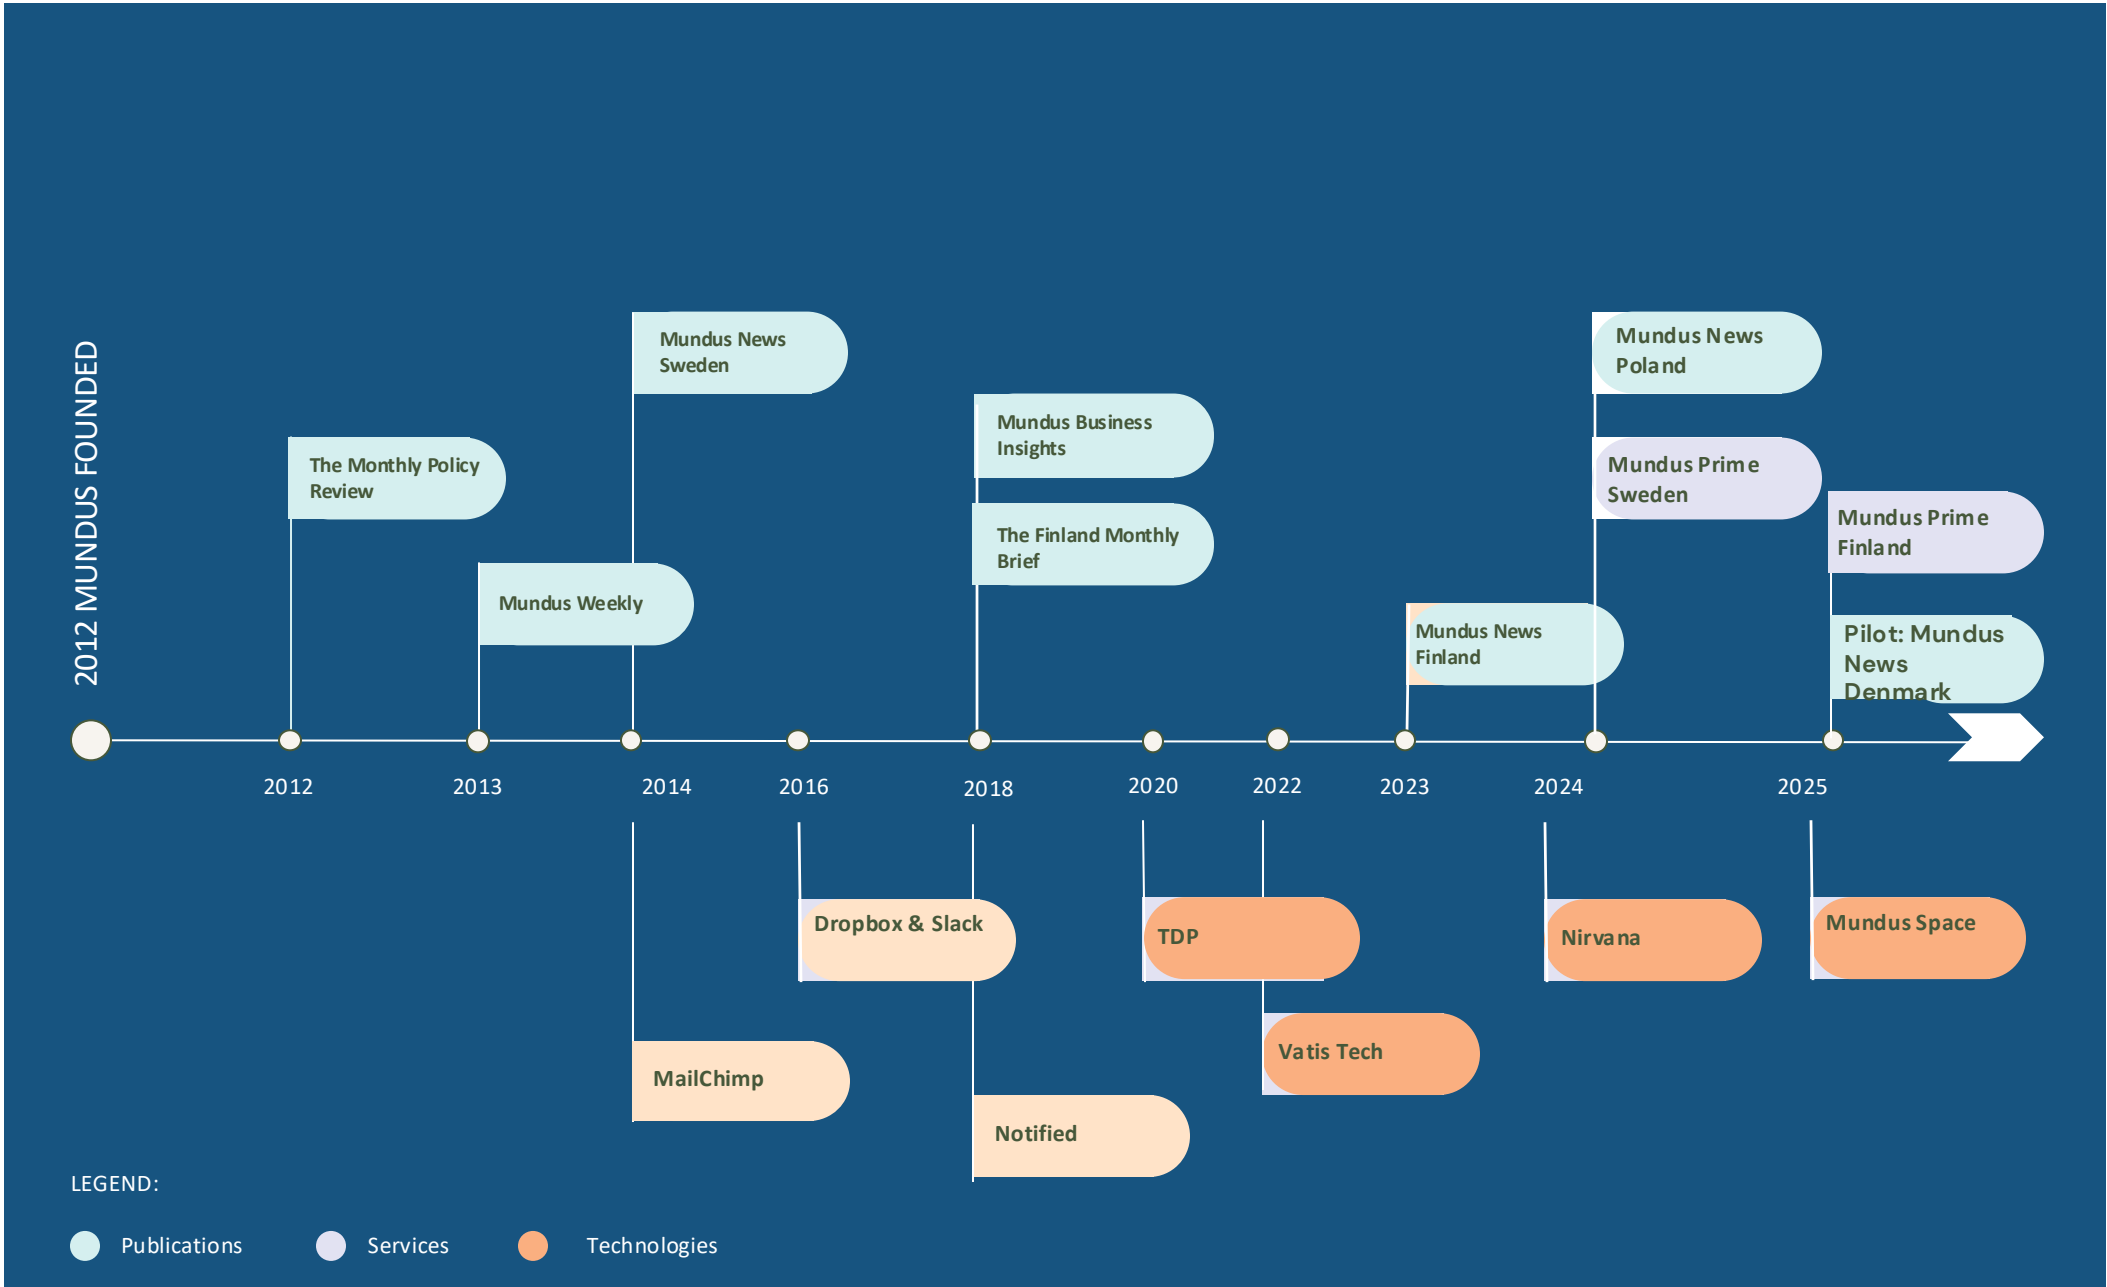 2012 MUNDUS FOUNDED
Mundus News
Sweden
Mundus News
Poland
Mundus Business
Insights
The Monthly Policy
Review
Mundus Prime
Sweden
Mundus Prime
Finland
The Finland Monthly
Brief
Mundus Weekly
Mundus News
Finland
Pilot: Mundus
News
Denmark
2012
2013
2014
2016
2018
2020
2022
2023
2024
2025
Dropbox & Slack
TDP
Nirvana
Mundus Space
MailChimp
Vatis Tech
Notified
LEGEND:
Publications
Services
Technologies